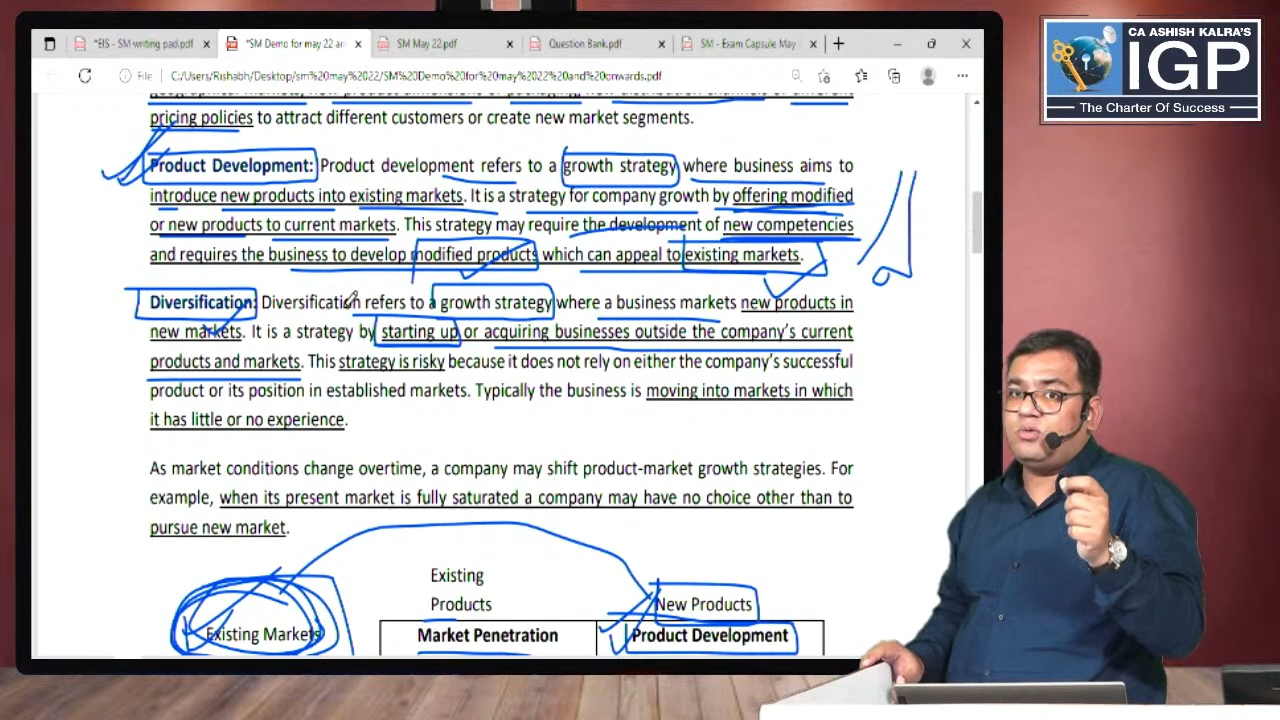 *EIS - SM writing pad.pdf
*SM Demo for may 22 an
SM May 22.pdf
Question Bank.pdf
SM - Exam Capsule May
File
C:/Users/Rishabh/Desktop/sm%20may%202022/SM%20Demo%20for%20may%2022%20and%20onwards.pdf
CA ASHISH KALRA'S
IGP
The Charter Of Success
pricing policies to attract different customers or create new market segments.
Product Development: Product development refers to a growth strategy where business aims to
introduce new products into existing markets. It is a strategy for company growth by offering modified
or new products to current markets. This strategy may require the development of new competencies
and requires the business to develop modified products which can appeal to existing markets.
Diversification: Diversification refers to a growth strategy where a business markets new products in
new markets. It is a strategy by starting up or acquiring businesses outside the company's current
products and markets. This strategy is risky because it does not rely on either the company's successful
product or its position in established markets. Typically the business is moving into markets in which
it has little or no experience.
As market conditions change overtime, a company may shift product-market growth strategies. For
example, when its present market is fully saturated a company may have no choice other than to
pursue new market.
Existing
Products
New Products
Existing Markets
Market Penetration
Product Development